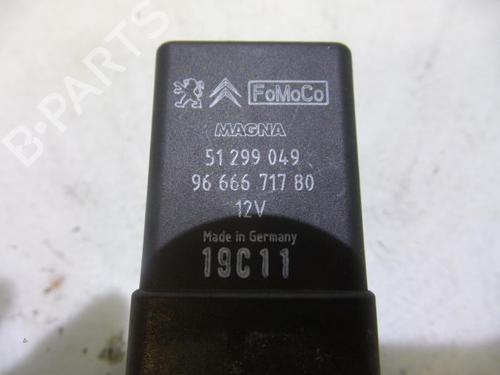 FoMoCo
MAGNA
51 299 049
96 666 717 80
12V
Made in Germany
19C11
B-PARTS